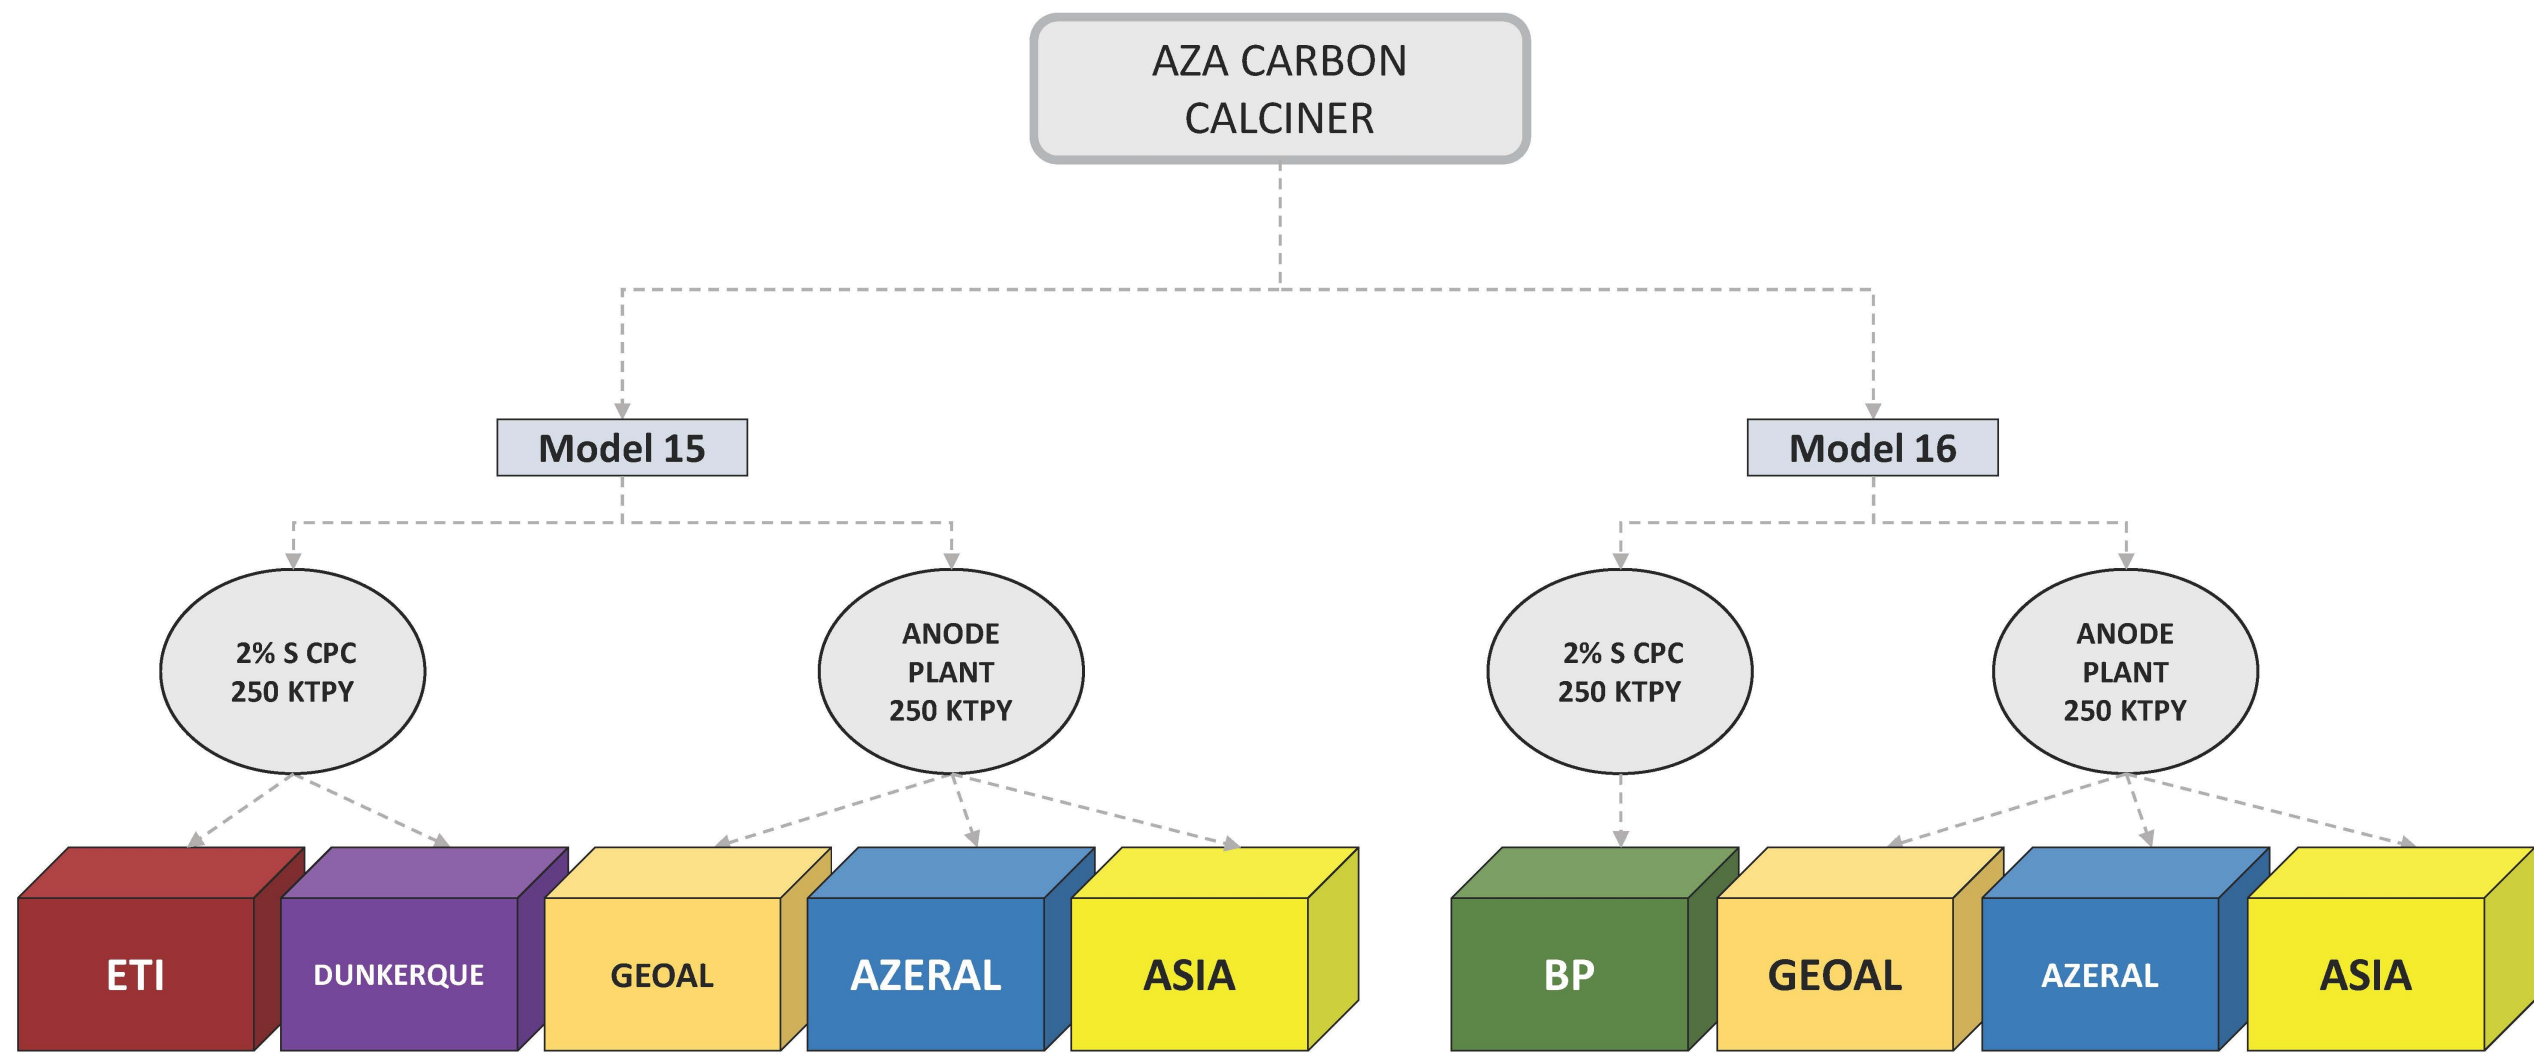 AZA CARBON
CALCINER
Model 15
Model 16
2% S CPC
250 KTPY
ANODE
PLANT
250 KTPY
2% S CPC
250 KTPY
ANODE
PLANT
250 KTPY
ETI
DUNKERQUE
GEOAL
AZERAL
ASIA
BP
GEOAL
AZERAL
ASIA